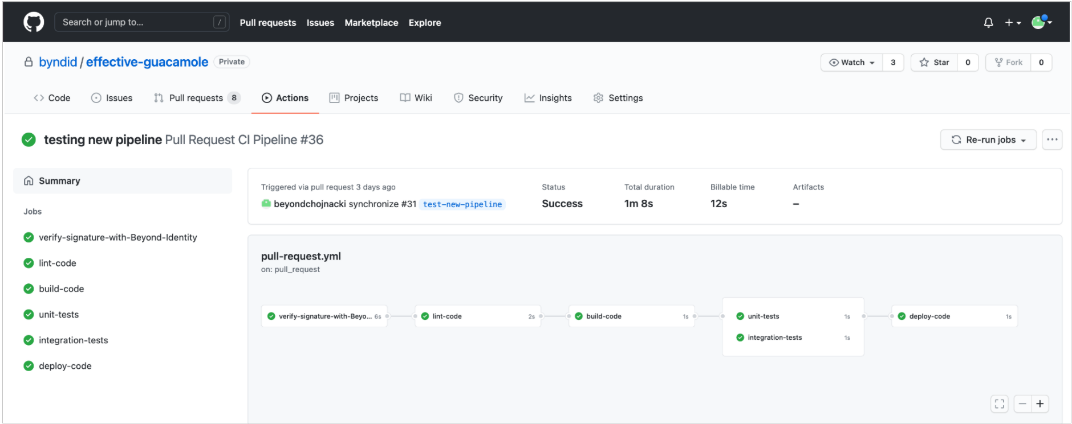 Search or jump to... /
Pull requests Issues Marketplace Explore
byndid / effective-guacamole Private
Watch 3 Star 0 Fork 0
Code Issues Pull requests 8 Actions Projects Wiki Security Insights Settings
testing new pipeline Pull Request CI Pipeline #36
Re-run jobs
Summary
Jobs
verify-signature-with-Beyond-Identity
lint-code
build-code
unit-tests
integration-tests
deploy-code
Triggered via pull request 3 days ago
beyondchojnacki synchronize #31 test-new-pipeline
Status
Success
Total duration
1m 8s
Billable time
12s
Artifacts
–
pull-request.yml
on: pull_request
verify-signature-with-Beyo... 6s
lint-code 2s
build-code 1s
unit-tests 1s
integration-tests 1s
deploy-code 1s